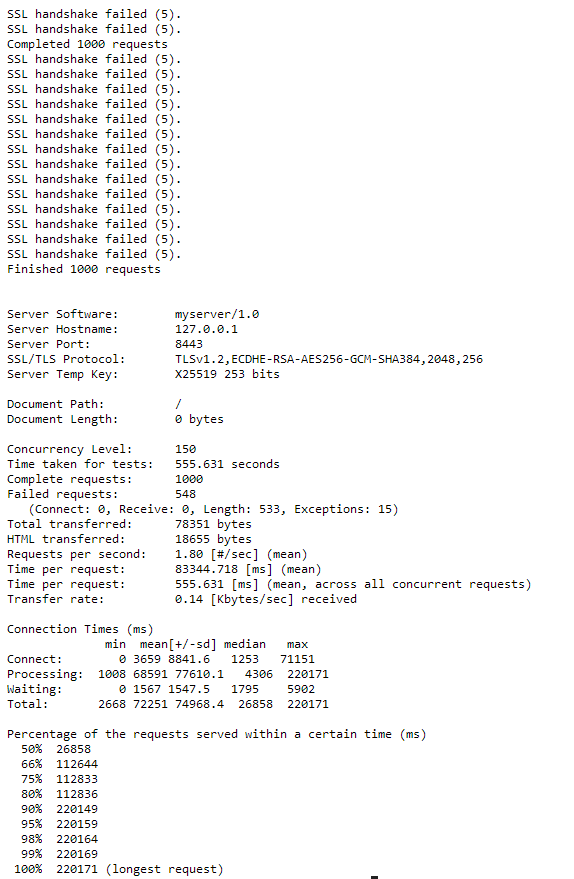 SSL handshake failed (5).
SSL handshake failed (5).
Completed 1000 requests
SSL handshake failed (5).
SSL handshake failed (5).
SSL handshake failed (5).
SSL handshake failed (5).
SSL handshake failed (5).
SSL handshake failed (5).
SSL handshake failed (5).
SSL handshake failed (5).
SSL handshake failed (5).
SSL handshake failed (5).
SSL handshake failed (5).
SSL handshake failed (5).
SSL handshake failed (5).
SSL handshake failed (5).
Finished 1000 requests
Server Software: myserver/1.0
Server Hostname: 127.0.0.1
Server Port: 8443
SSL/TLS Protocol: TLSv1.2,ECDHE-RSA-AES256-GCM-SHA384,2048,256
Server Temp Key: X25519 253 bits
Document Path: /
Document Length: 0 bytes
Concurrency Level: 150
Time taken for tests: 555.631 seconds
Complete requests: 1000
Failed requests: 548
(Connect: 0, Receive: 0, Length: 533, Exceptions: 15)
Total transferred: 78351 bytes
HTML transferred: 18655 bytes
Requests per second: 1.80 [#/sec] (mean)
Time per request: 83344.718 [ms] (mean)
Time per request: 555.631 [ms] (mean, across all concurrent requests)
Transfer rate: 0.14 [Kbytes/sec] received
Connection Times (ms)
min mean[+/-sd] median max
Connect: 0 3659 8841.6 1253 71151
Processing: 1008 68591 77610.1 4306 220171
Waiting: 0 1567 1547.5 1795 5902
Total: 2668 72251 74968.4 26858 220171
Percentage of the requests served within a certain time (ms)
50% 26858
66% 112644
75% 112833
80% 112836
90% 220149
95% 220159
98% 220164
99% 220169
100% 220171 (longest request)